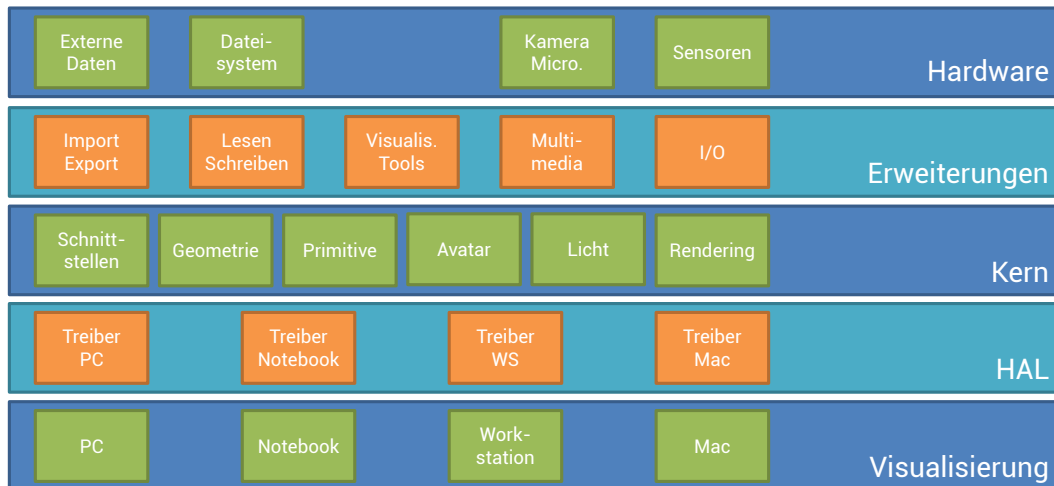 Externe
Daten
Datei-
system
Kamera
Micro.
Sensoren
Hardware
Import
Export
Lesen
Schreiben
Visualis.
Tools
Multi-
media
I/O
Erweiterungen
Schnitt-
stellen
Geometrie
Primitive
Avatar
Licht
Rendering
Kern
Treiber
PC
Treiber
Notebook
Treiber
WS
Treiber
Mac
HAL
PC
Notebook
Work-
station
Mac
Visualisierung